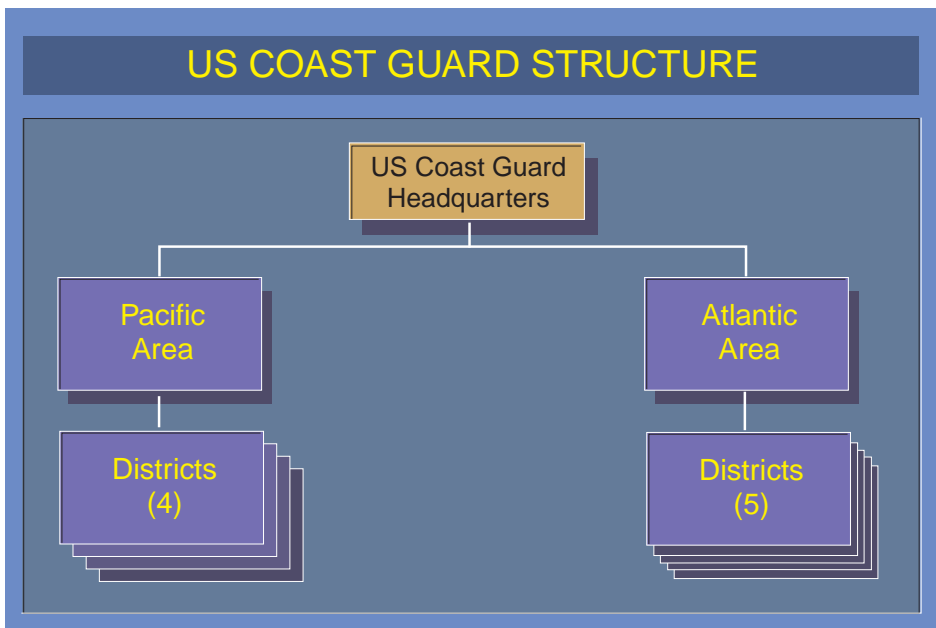 US COAST GUARD STRUCTURE
US Coast Guard
Headquarters
Pacific
Area
Atlantic
Area
Districts
(4)
Districts
(5)